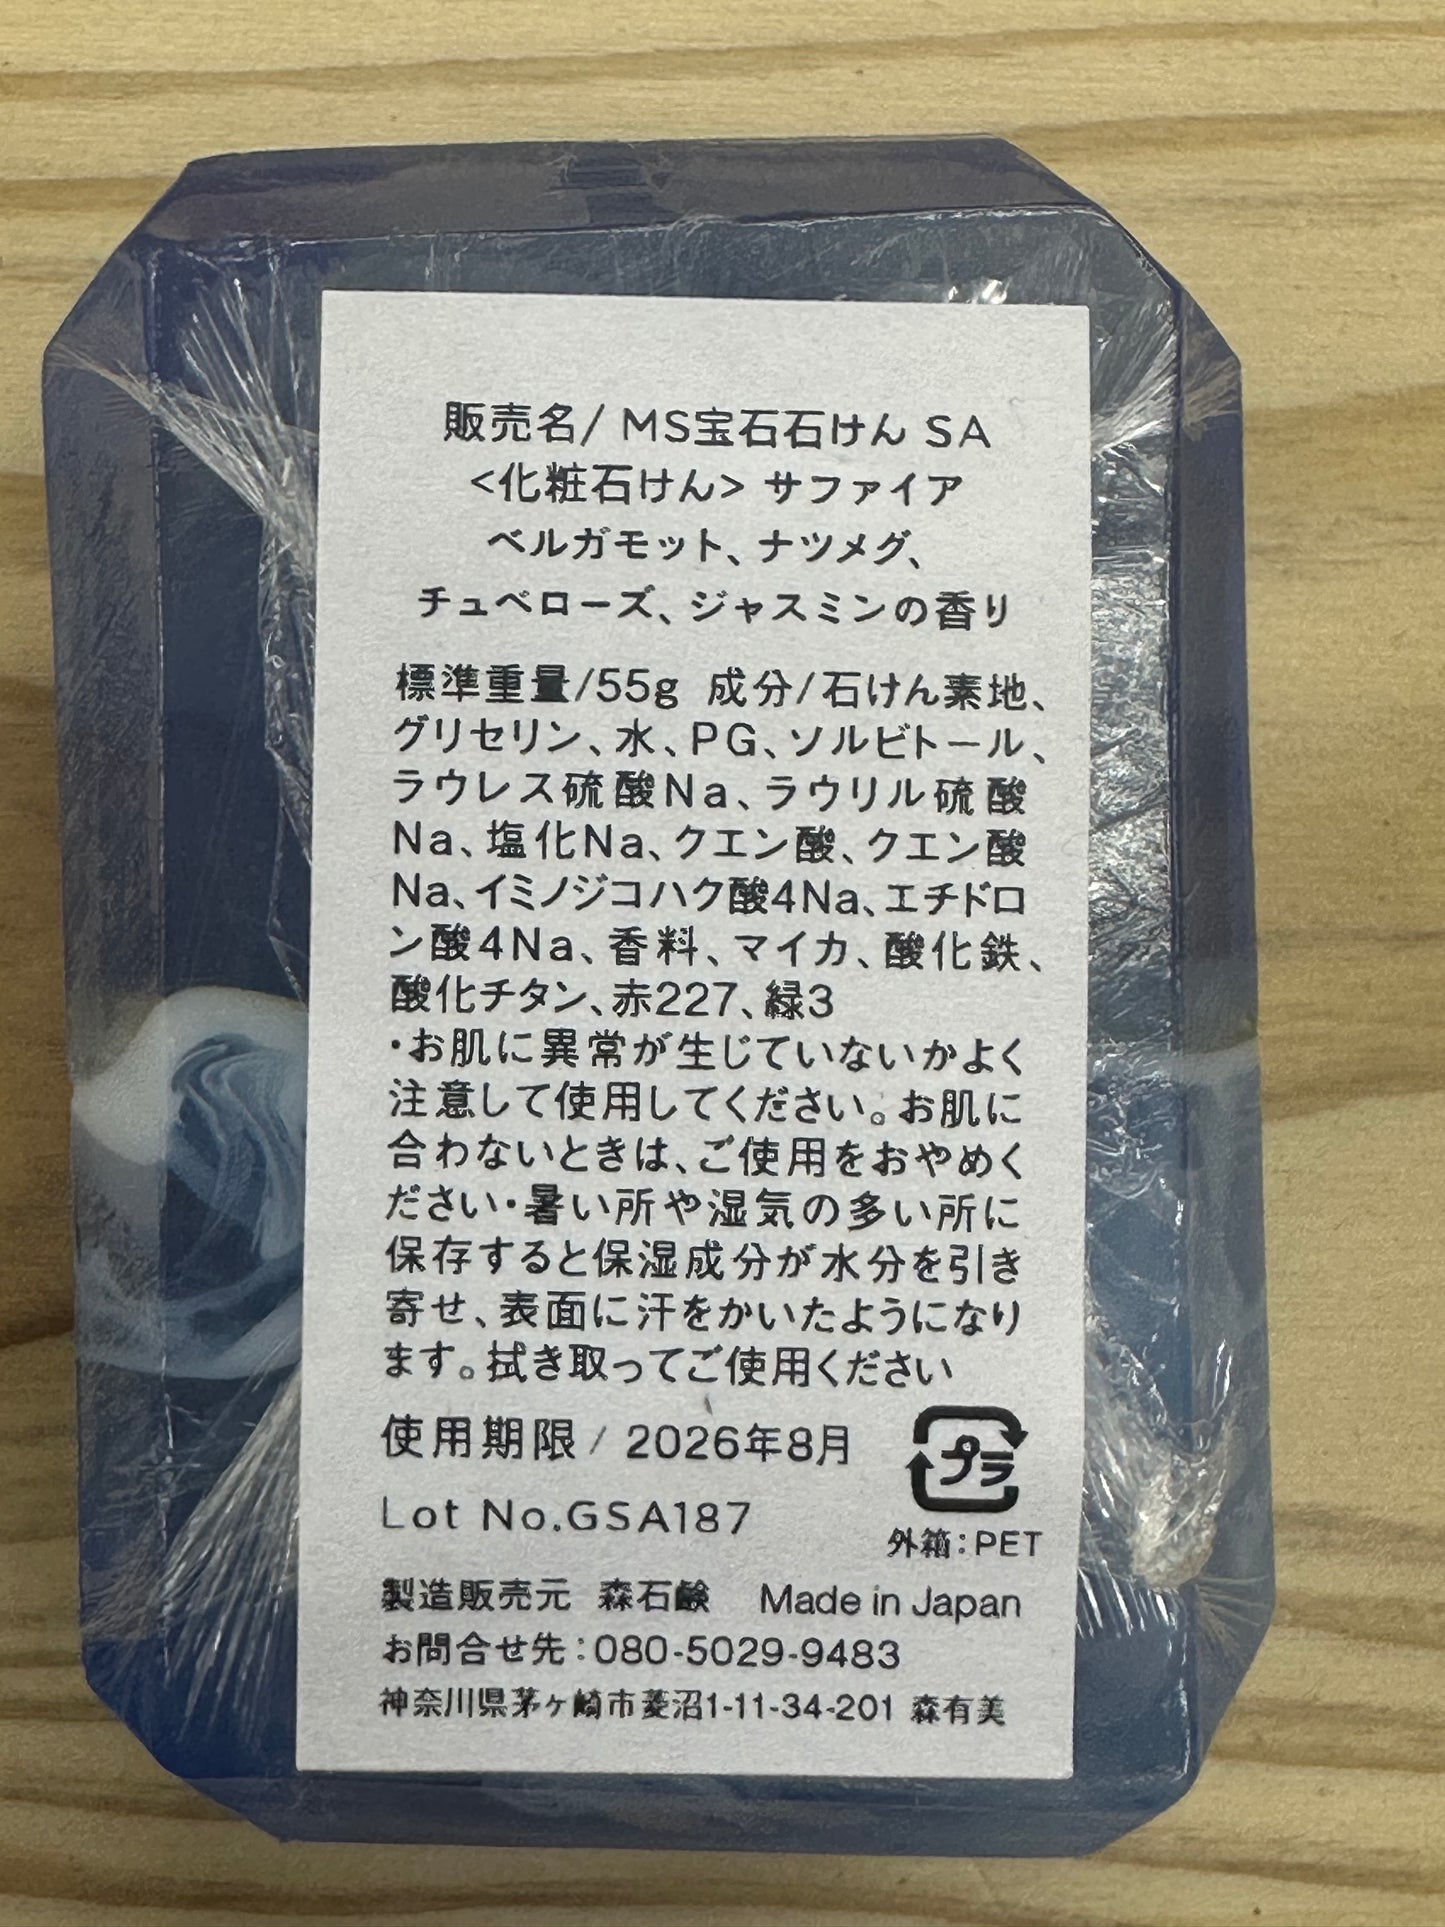 販売名/ MS宝石石けん SA
<化粧石けん> サファイア
ベルガモット、ナツメグ、
チュベローズ、ジャスミンの香り
標準重量/55g 成分/石けん素地、
グリセリン、水、PG、ソルビトール、
ラウレス硫酸Na、ラウリル硫酸
Na、塩化Na、クエン酸、クエン酸
Na、イミノジコハク酸4Na、エチドロ
ン酸4Na、香料、マイカ、酸化鉄、
酸化チタン、赤227、緑3
・お肌に異常が生じていないかよく
注意して使用してください。お肌に
合わないときは、ご使用をおやめく
ださい・暑い所や湿気の多い所に
保存すると保湿成分が水分を引き
寄せ、表面に汗をかいたようになり
ます。拭き取ってご使用ください
使用期限/ 2026年8月
プラ
Lot No.GSA187
外箱:PET
製造販売元 森石鹸 Made in Japan
お問合せ先:080-5029-9483
神奈川県茅ヶ崎市菱沼1-11-34-201 森有美